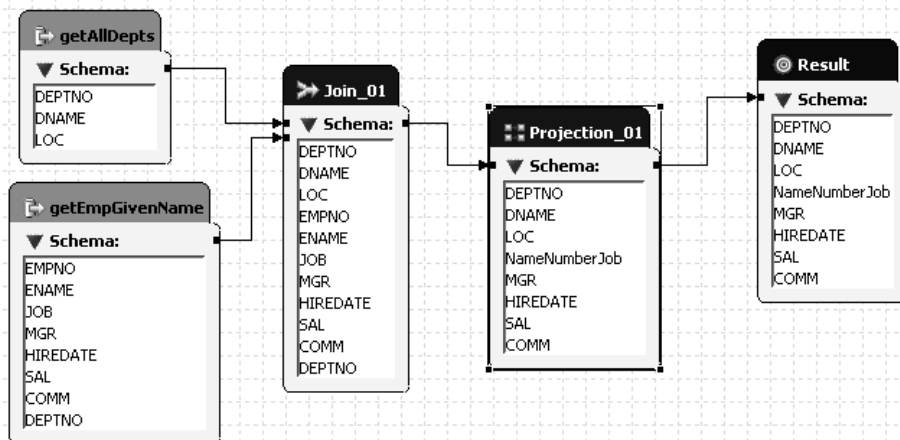 getAllDepts
Schema:
DEPTNO
DNAME
LOC
getEmpGivenName
Schema:
EMPNO
ENAME
JOB
MGR
HIREDATE
SAL
COMM
DEPTNO
Join_01
Schema:
DEPTNO
DNAME
LOC
EMPNO
ENAME
JOB
MGR
HIREDATE
SAL
COMM
DEPTNO
Projection_01
Schema:
DEPTNO
DNAME
LOC
NameNumberJob
MGR
HIREDATE
SAL
COMM
Result
Schema:
DEPTNO
DNAME
LOC
NameNumberJob
MGR
HIREDATE
SAL
COMM